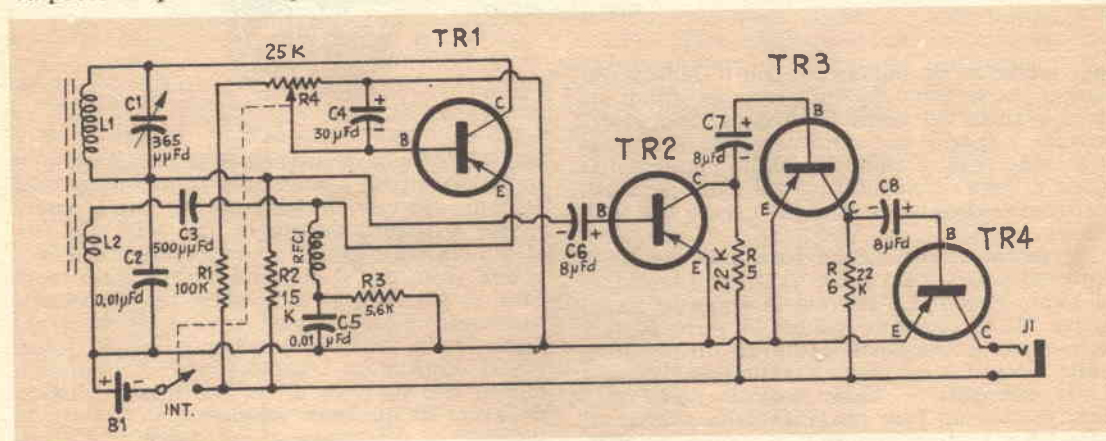 TR1
25 K
R4
C1
365
µµFd
L1
C4
30µFd
+
-
B
C
E
TR2
C7
+
8µFd
-
TR3
B
E
C
C8
- +
8µFd
TR4
B
E
C
J1
L2
C3
500µµFd
C2
0,01µFd
R1
100K
R2
15
K
RFC1
R3
5,6K
C5
0,01 µFd
- +
C6
8µFd
B
C
E
R
5
22 K
R
6
22
K
+ -
B1
INT.